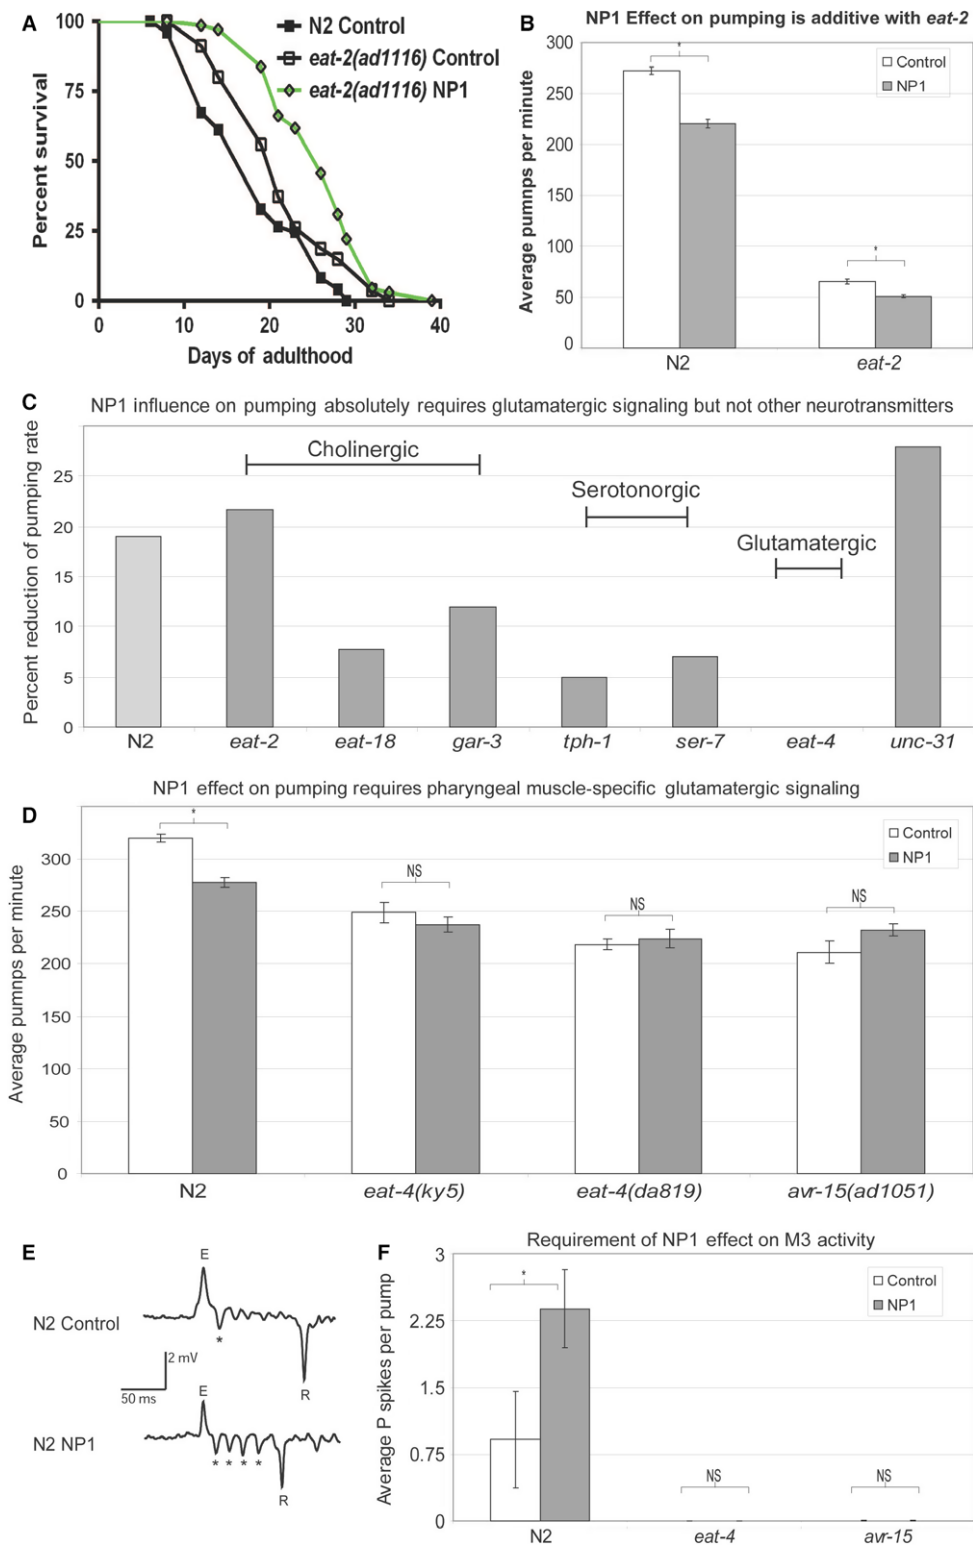 A
N2 Control
eat-2(ad1116) Control
eat-2(ad1116) NP1
Percent survival
100
75
50
25
0
0 10 20 30 40
Days of adulthood
B
NP1 Effect on pumping is additive with eat-2
Average pumnps per minute
300
250
200
150
100
50
0
Control
NP1
*
*
N2 eat-2
C
NP1 influence on pumping absolutely requires glutamatergic signaling but not other neurotransmitters
Percent reduction of pumping rate
25
20
15
10
5
0
Cholinergic
Serotonorgic
Glutamatergic
N2 eat-2 eat-18 gar-3 tph-1 ser-7 eat-4 unc-31
D
NP1 effect on pumping requires pharyngeal muscle-specific glutamatergic signaling
Average pumnps per minute
300
250
200
150
100
50
0
Control
NP1
*
NS
NS
NS
N2 eat-4(ky5) eat-4(da819) avr-15(ad1051)
E
N2 Control
E
*
R
2 mV
50 ms
N2 NP1
E
* * * *
R
F
Requirement of NP1 effect on M3 activity
Average P spikes per pump
3
2.25
1.5
0.75
0
Control
NP1
*
NS
NS
N2 eat-4 avr-15